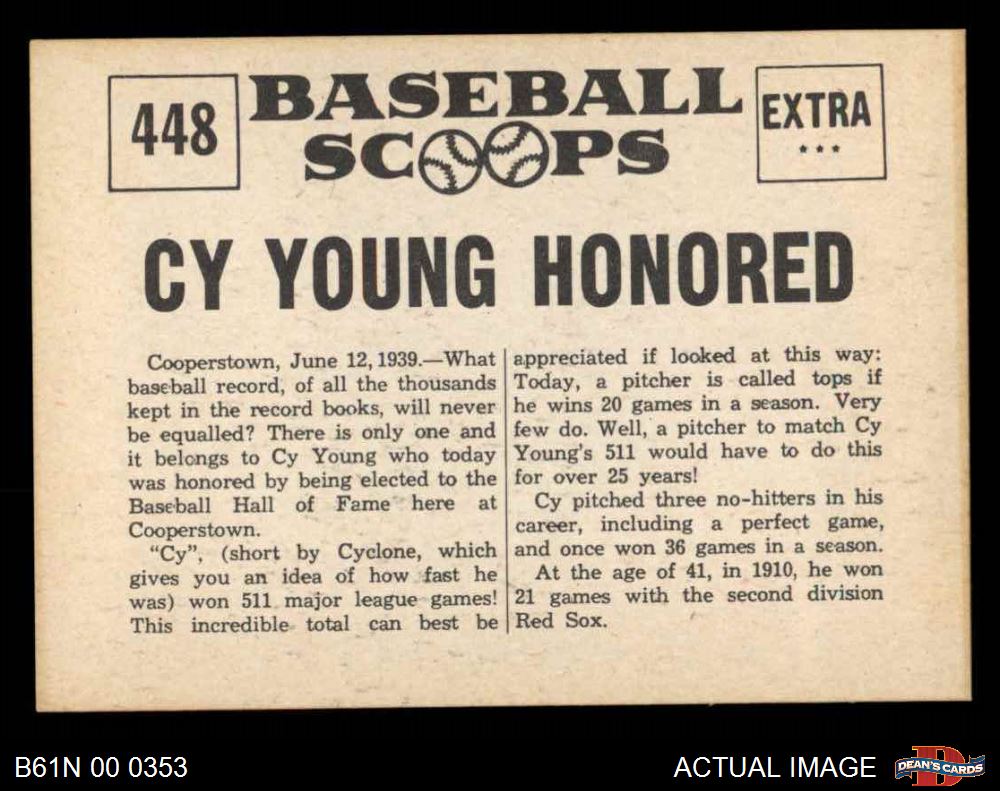 448
BASEBALL
SCOOPS
EXTRA
***
CY YOUNG HONORED
Cooperstown, June 12, 1939.—What
baseball record, of all the thousands
kept in the record books, will never
be equalled? There is only one and
it belongs to Cy Young who today
was honored by being elected to the
Baseball Hall of Fame here at
Cooperstown.
"Cy", (short by Cyclone, which
gives you an idea of how fast he
was) won 511 major league games!
This incredible total can best be
appreciated if looked at this way:
Today, a pitcher is called tops if
he wins 20 games in a season. Very
few do. Well, a pitcher to match Cy
Young's 511 would have to do this
for over 25 years!
Cy pitched three no-hitters in his
career, including a perfect game,
and once won 36 games in a season.
At the age of 41, in 1910, he won
21 games with the second division
Red Sox.
B61N 00 0353
ACTUAL IMAGE
DEAN'S CARDS